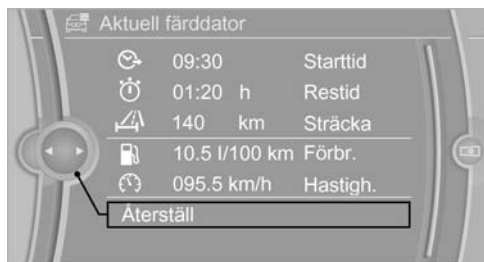 Aktuell färddator
09:30 Starttid
01:20 h Restid
140 km Sträcka
10.5 l/100 km Förbr.
095.5 km/h Hastigh.
Återställ